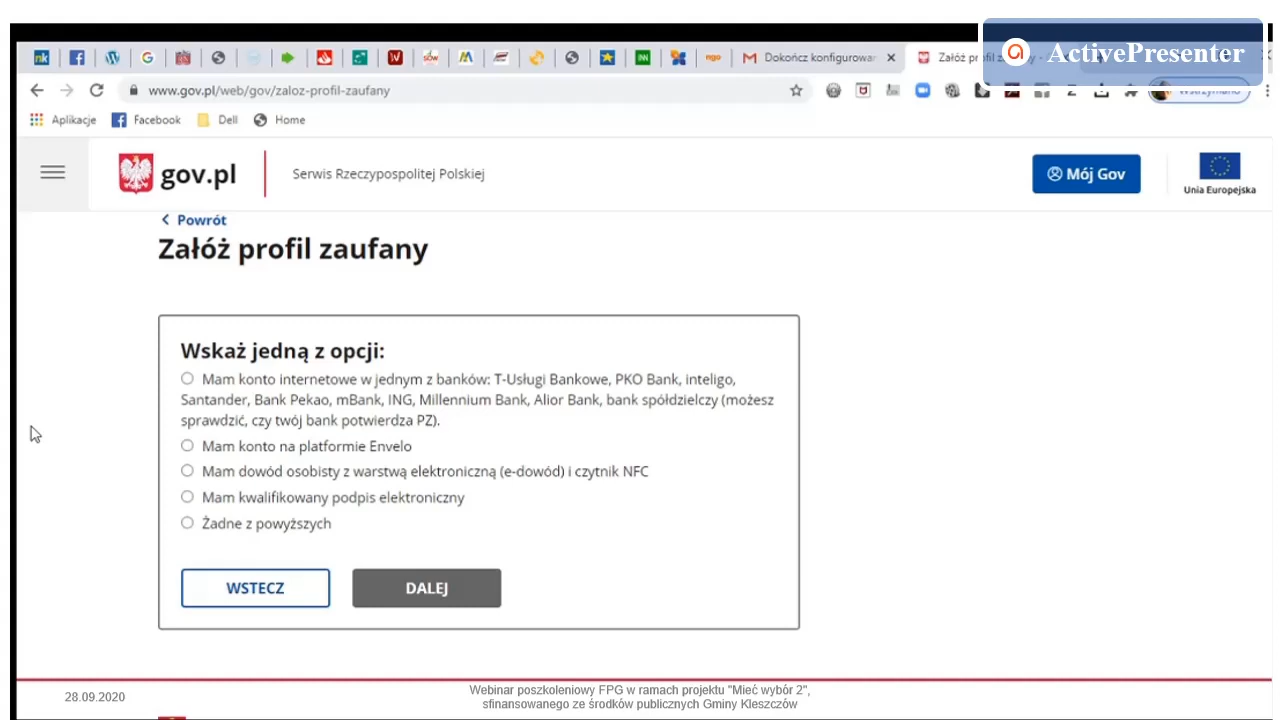 ActivePresenter
Dokończ konfigurowan
Załóż pr
www.gov.pl/web/gov/zaloz-profil-zaufany
Aplikacje Facebook Dell Home
gov.pl Serwis Rzeczypospolitej Polskiej Mój Gov Unia Europejska
Powrót
Załóż profil zaufany
Wskaż jedną z opcji:
Mam konto internetowe w jednym z banków: T-Usługi Bankowe, PKO Bank, inteligo,
Santander, Bank Pekao, mBank, ING, Millennium Bank, Alior Bank, bank spółdzielczy (możesz
sprawdzić, czy twój bank potwierdza PZ).
Mam konto na platformie Envelo
Mam dowód osobisty z warstwą elektroniczną (e-dowód) i czytnik NFC
Mam kwalifikowany podpis elektroniczny
Żadne z powyższych
WSTECZ DALEJ
28.09.2020
Webinar poszkoleniowy FPG w ramach projektu "Mieć wybór 2",
sfinansowanego ze środków publicznych Gminy Kleszczów